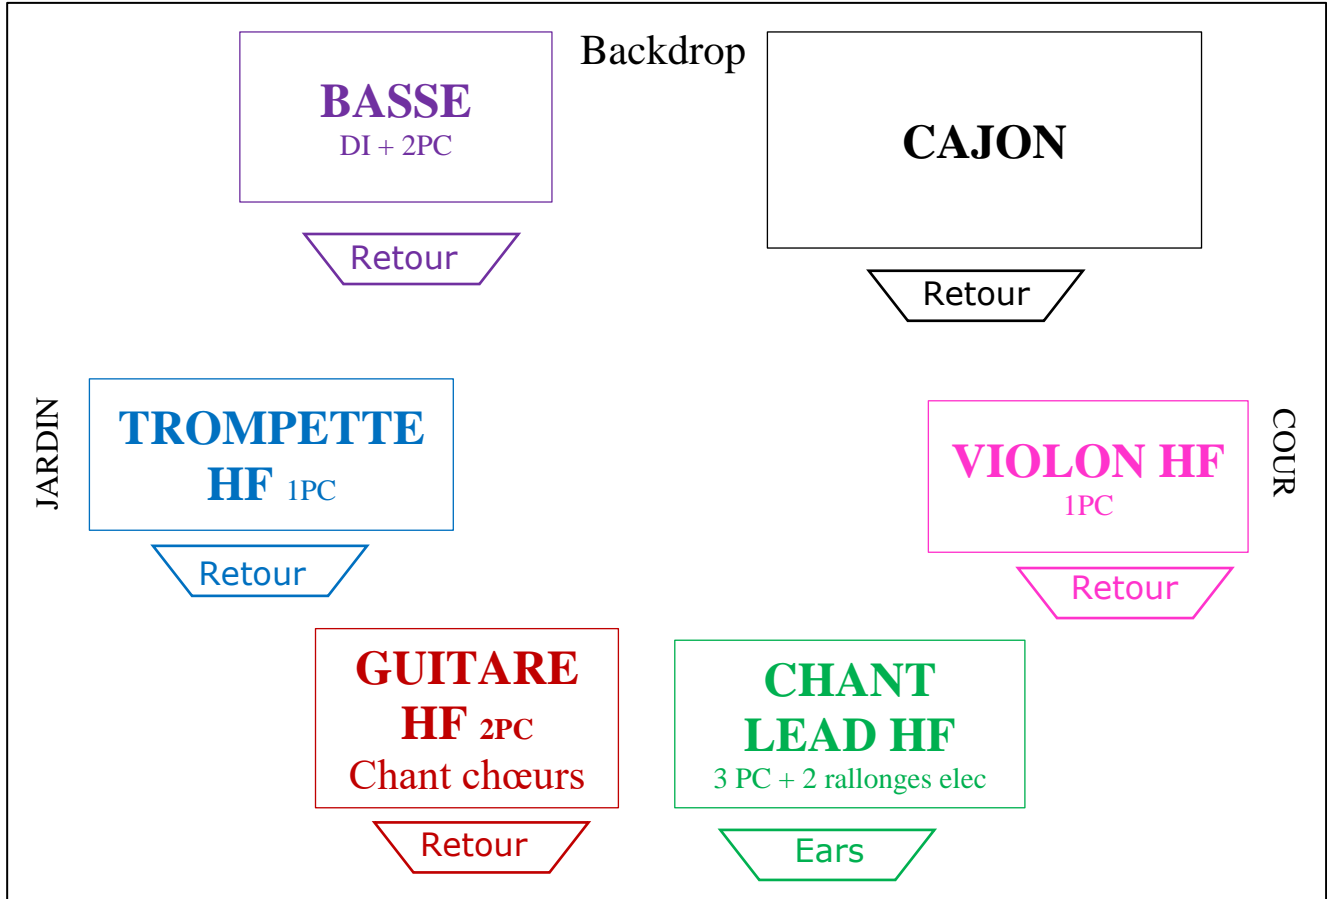 Backdrop
BASSE
DI + 2PC
CAJON
Retour
Retour
JARDIN
TROMPETTE
HF 1PC
VIOLON HF
1PC
COUR
Retour
Retour
GUITARE
HF 2PC
Chant chœurs
CHANT
LEAD HF
3 PC + 2 rallonges elec
Retour
Ears